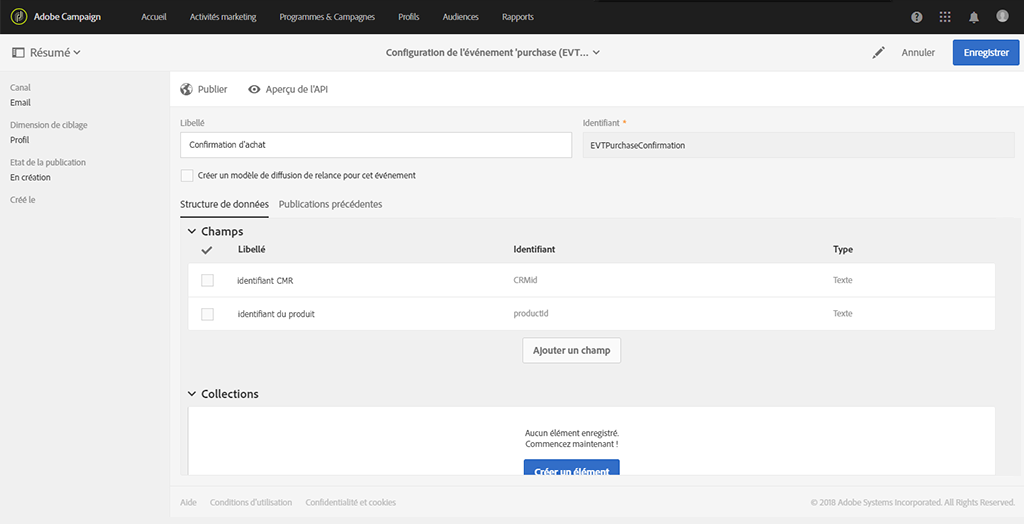 Adobe Campaign Accueil Activités marketing Programmes & Campagnes Profils Audiences Rapports
Résumé Configuration de l'événement 'purchase (EVT... Annuler Enregistrer
Canal
Email
Dimension de ciblage
Profil
Etat de la publication
En création
Créé le
Publier Aperçu de l'API
Libellé Identifiant *
Confirmation d'achat EVTPurchaseConfirmation
Créer un modèle de diffusion de relance pour cet événement
Structure de données Publications précédentes
Champs
Libellé Identifiant Type
identifiant CMR CRMid Texte
identifiant du produit productId Texte
Ajouter un champ
Collections
Aucun élément enregistré.
Commencez maintenant !
Créer un élément
Aide Conditions d'utilisation Confidentialité et cookies © 2018 Adobe Systems Incorporated. All Rights Reserved.